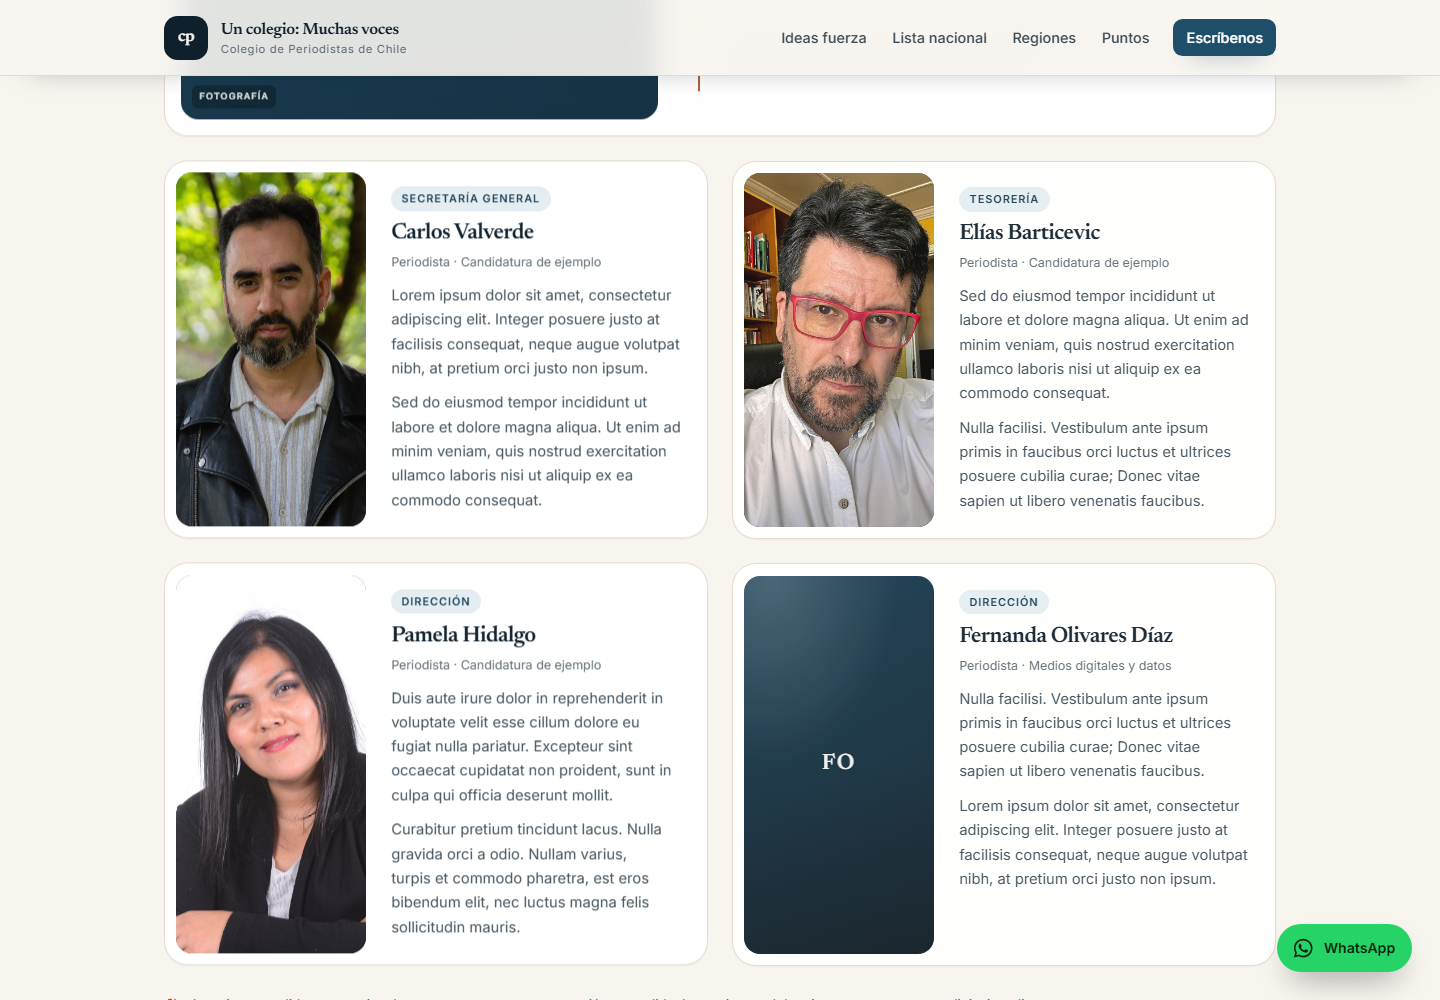 cp
Un colegio: Muchas voces
Colegio de Periodistas de Chile
Ideas fuerza
Lista nacional
Regiones
Puntos
Escríbenos
FOTOGRAFÍA
SECRETARÍA GENERAL
Carlos Valverde
Periodista · Candidatura de ejemplo
Lorem ipsum dolor sit amet, consectetur
adipiscing elit. Integer posuere justo at
facilisis consequat, neque augue volutpat
nibh, at pretium orci justo non ipsum.
Sed do eiusmod tempor incididunt ut
labore et dolore magna aliqua. Ut enim ad
minim veniam, quis nostrud exercitation
ullamco laboris nisi ut aliquip ex ea
commodo consequat.
TESORERÍA
Elías Barticevic
Periodista · Candidatura de ejemplo
Sed do eiusmod tempor incididunt ut
labore et dolore magna aliqua. Ut enim ad
minim veniam, quis nostrud exercitation
ullamco laboris nisi ut aliquip ex ea
commodo consequat.
Nulla facilisi. Vestibulum ante ipsum
primis in faucibus orci luctus et ultrices
posuere cubilia curae; Donec vitae
sapien ut libero venenatis faucibus.
DIRECCIÓN
Pamela Hidalgo
Periodista · Candidatura de ejemplo
Duis aute irure dolor in reprehenderit in
voluptate velit esse cillum dolore eu
fugiat nulla pariatur. Excepteur sint
occaecat cupidatat non proident, sunt in
culpa qui officia deserunt mollit.
Curabitur pretium tincidunt lacus. Nulla
gravida orci a odio. Nullam varius,
turpis et commodo pharetra, est eros
bibendum elit, nec luctus magna felis
sollicitudin mauris.
FO
DIRECCIÓN
Fernanda Olivares Díaz
Periodista · Medios digitales y datos
Nulla facilisi. Vestibulum ante ipsum
primis in faucibus orci luctus et ultrices
posuere cubilia curae; Donec vitae
sapien ut libero venenatis faucibus.
Lorem ipsum dolor sit amet, consectetur
adipiscing elit. Integer posuere justo at
facilisis consequat, neque augue volutpat
nibh, at pretium orci justo non ipsum.
WhatsApp